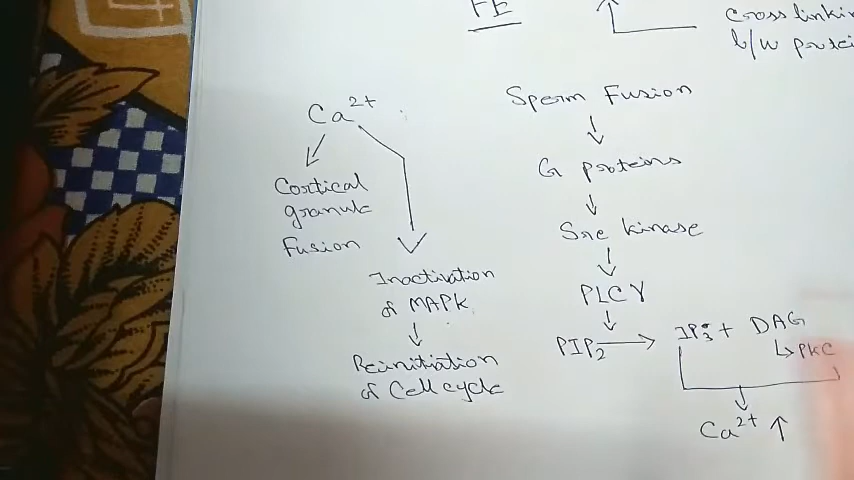 FE
cross linkin
b/w protei
Ca2+
Cortical
granule
Fusion
Inactivation
of MAPK
Reinitiation
of Cell cycle
Sperm Fusion
G proteins
Src kinase
PLCγ
PIP2 → IP3 + DAG
↳ PKC
Ca2+ ↑